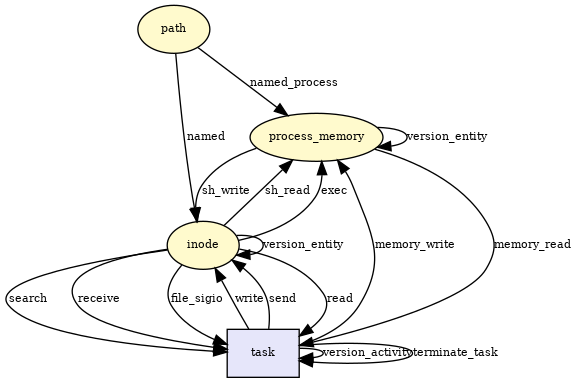 path
named_process
named
process_memory
version_entity
sh_write
sh_read
exec
inode
version_entity
memory_write
memory_read
search
receive
file_sigio
write
send
read
task
version_activity
terminate_task